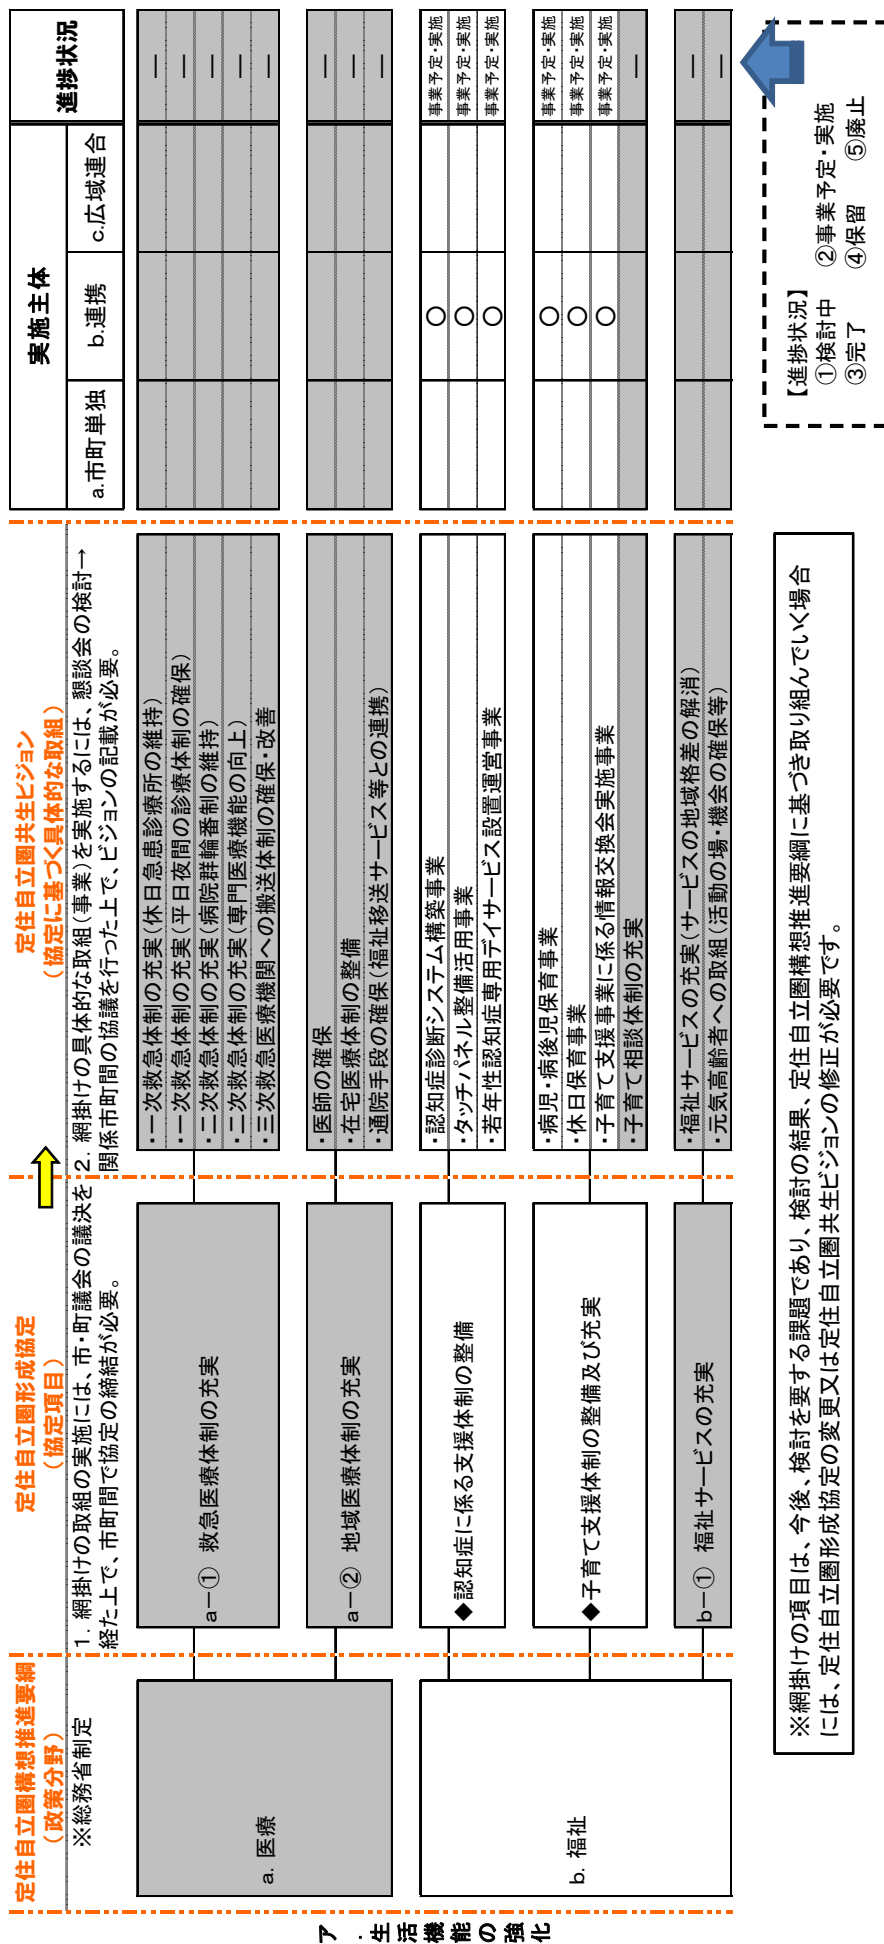 ア．生活機能の強化
定住自立圏構想推進要綱
（政策分野）
※総務省制定
定住自立圏形成協定
（協定項目）
1. 網掛けの取組の実施には、市・町議会の議決を
経た上で、市町間で協定の締結が必要。
定住自立圏共生ビジョン
（協定に基づく具体的な取組）
2. 網掛けの具体的な取組（事業）を実施するには、懇談会の検討→
関係市町間の協議を行った上で、ビジョンの記載が必要。
実施主体
a.市町単独
b.連携
c.広域連合
進捗状況
a. 医療
a－① 救急医療体制の充実
・一次救急体制の充実（休日急患診療所の維持） －
・一次救急体制の充実（平日夜間の診療体制の確保） －
・二次救急体制の充実（病院群輪番制の維持） －
・二次救急体制の充実（専門医療機能の向上） －
・三次救急医療機関への搬送体制の確保・改善 －
a－② 地域医療体制の充実
・医師の確保 －
・在宅医療体制の整備 －
・通院手段の確保（福祉移送サービス等との連携） －
b. 福祉
◆認知症に係る支援体制の整備
・認知症診断システム構築事業 ○ 事業予定・実施
・タッチパネル整備活用事業 ○ 事業予定・実施
・若年性認知症専用デイサービス設置運営事業 ○ 事業予定・実施
◆子育て支援体制の整備及び充実
・病児・病後児保育事業 ○ 事業予定・実施
・休日保育事業 ○ 事業予定・実施
・子育て支援事業に係る情報交換会実施事業 ○ 事業予定・実施
・子育て相談体制の充実 －
b－① 福祉サービスの充実
・福祉サービスの充実（サービスの地域格差の解消） －
・元気高齢者への取組（活動の場・機会の確保等） －
※網掛けの項目は、今後、検討を要する課題であり、検討の結果、定住自立圏構想推進要綱に基づき取り組んでいく場合
には、定住自立圏形成協定の変更又は定住自立圏共生ビジョンの修正が必要です。
【進捗状況】
①検討中 ②事業予定・実施
③完了 ④保留 ⑤廃止